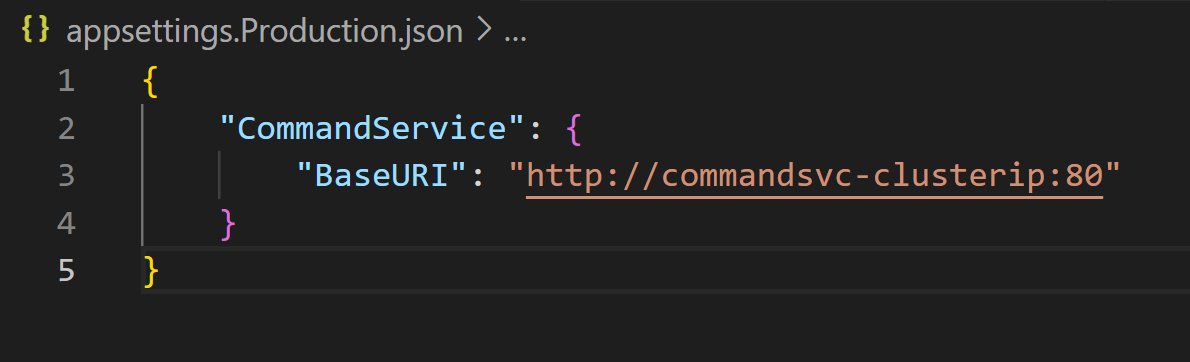 {} appsettings.Production.json > ...
1 {
2 "CommandService": {
3 "BaseURI": "http://commandsvc-clusterip:80"
4 }
5 }